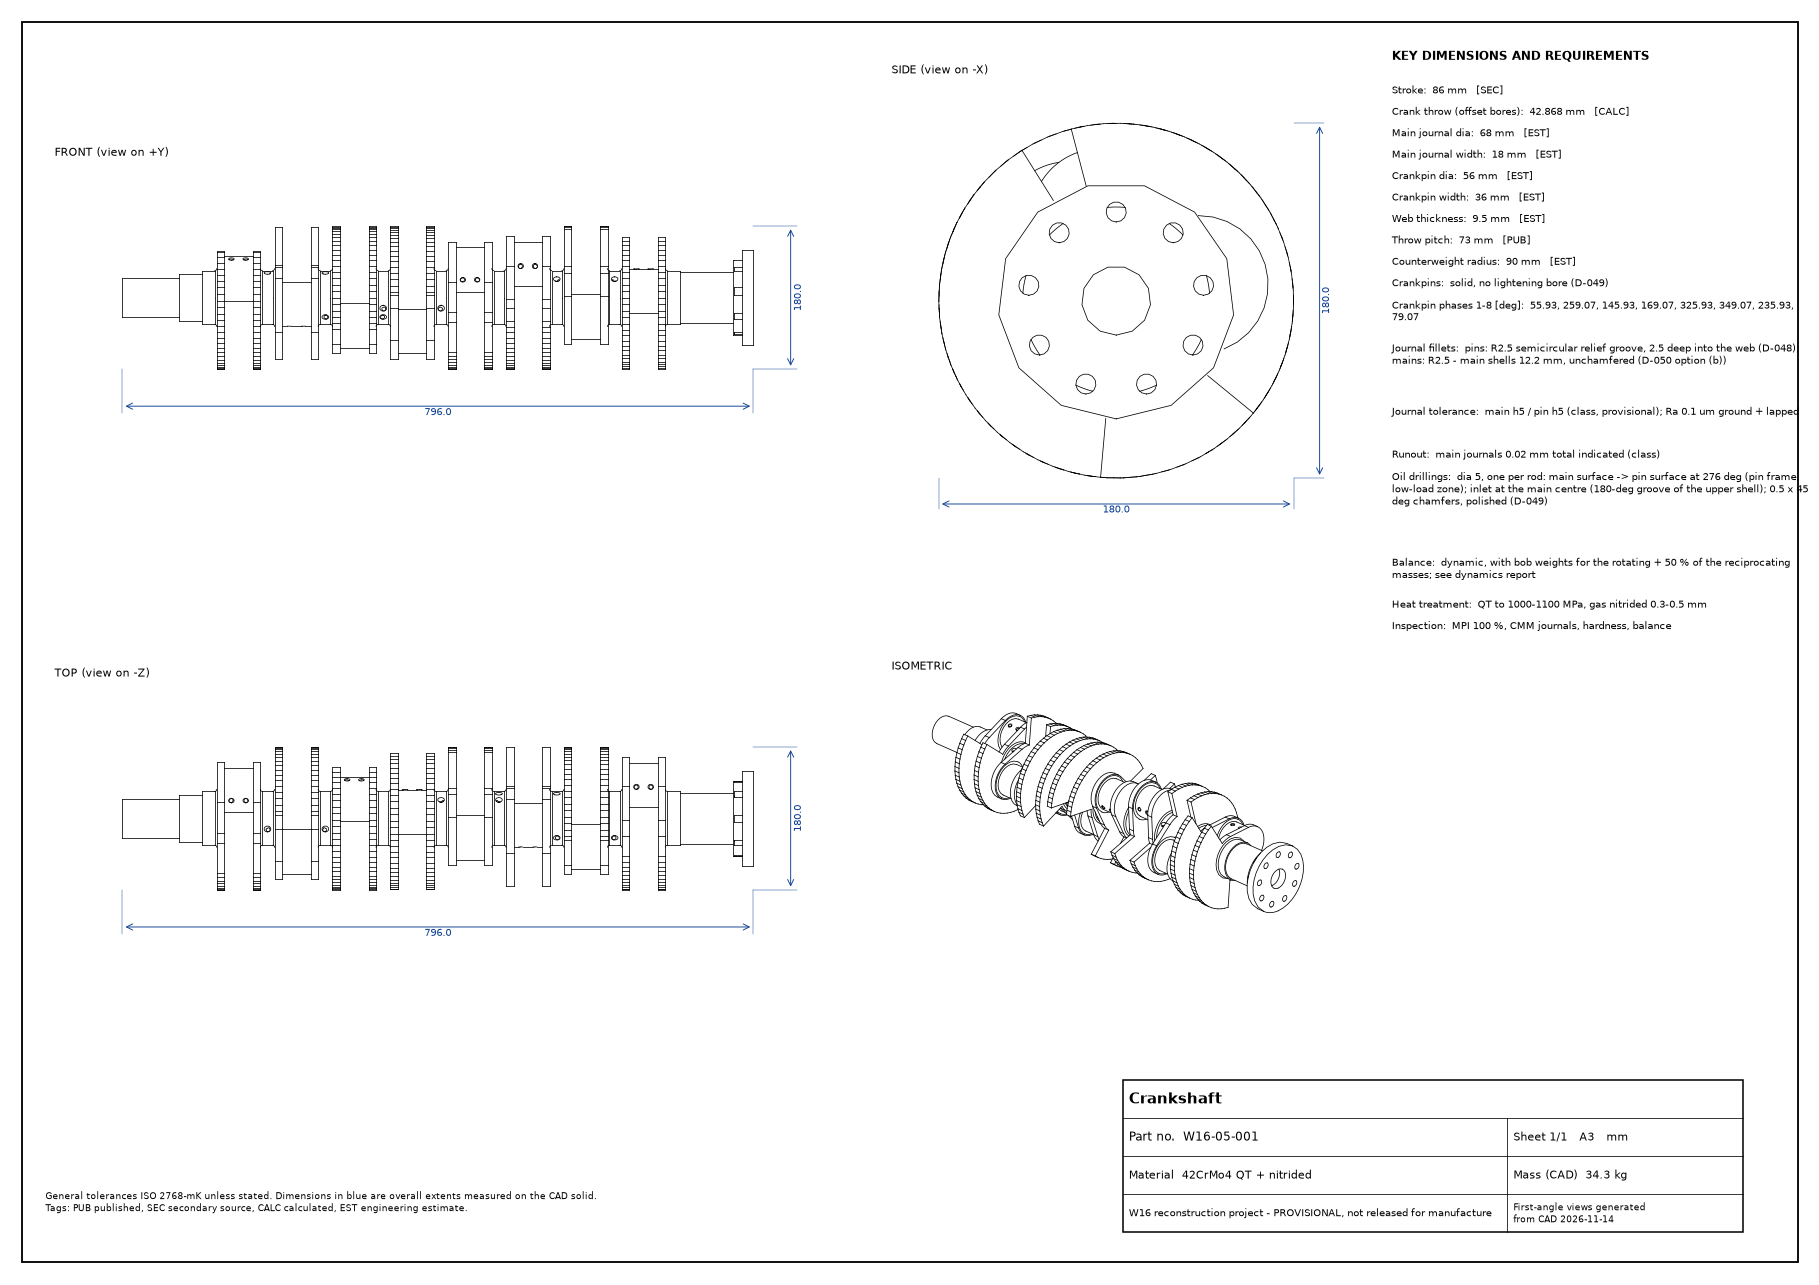 FRONT (view on +Y)
180.0
796.0
SIDE (view on -X)
180.0
180.0
KEY DIMENSIONS AND REQUIREMENTS
Stroke:  86 mm   [SEC]
Crank throw (offset bores):  42.868 mm   [CALC]
Main journal dia:  68 mm   [EST]
Main journal width:  18 mm   [EST]
Crankpin dia:  56 mm   [EST]
Crankpin width:  36 mm   [EST]
Web thickness:  9.5 mm   [EST]
Throw pitch:  73 mm   [PUB]
Counterweight radius:  90 mm   [EST]
Crankpins:  solid, no lightening bore (D-049)
Crankpin phases 1-8 [deg]:  55.93, 259.07, 145.93, 169.07, 325.93, 349.07, 235.93,
79.07
Journal fillets:  pins: R2.5 semicircular relief groove, 2.5 deep into the web (D-048)
mains: R2.5 - main shells 12.2 mm, unchamfered (D-050 option (b))
Journal tolerance:  main h5 / pin h5 (class, provisional); Ra 0.1 um ground + lapped
Runout:  main journals 0.02 mm total indicated (class)
Oil drillings:  dia 5, one per rod: main surface -> pin surface at 276 deg (pin frame
low-load zone); inlet at the main centre (180-deg groove of the upper shell); 0.5 x 45
deg chamfers, polished (D-049)
Balance:  dynamic, with bob weights for the rotating + 50 % of the reciprocating
masses; see dynamics report
Heat treatment:  QT to 1000-1100 MPa, gas nitrided 0.3-0.5 mm
Inspection:  MPI 100 %, CMM journals, hardness, balance
TOP (view on -Z)
180.0
796.0
ISOMETRIC
Crankshaft
Part no.  W16-05-001
Sheet 1/1   A3   mm
Material  42CrMo4 QT + nitrided
Mass (CAD)  34.3 kg
W16 reconstruction project - PROVISIONAL, not released for manufacture
First-angle views generated
from CAD 2026-11-14
General tolerances ISO 2768-mK unless stated. Dimensions in blue are overall extents measured on the CAD solid.
Tags: PUB published, SEC secondary source, CALC calculated, EST engineering estimate.